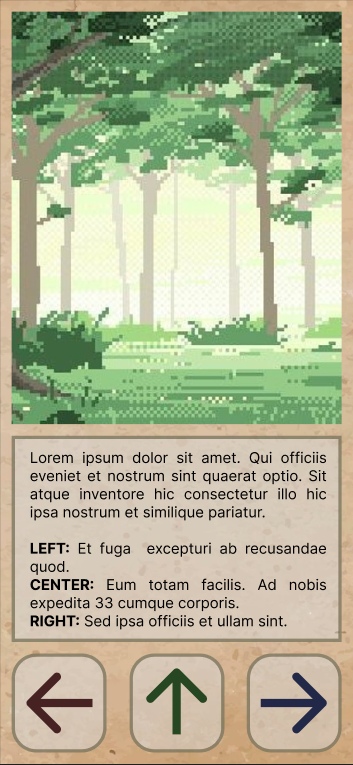 Lorem ipsum dolor sit amet. Qui officiis
eveniet et nostrum sint quaerat optio. Sit
atque inventore hic consectetur illo hic
ipsa nostrum et similique pariatur.
LEFT: Et fuga excepturi ab recusandae
quod.
CENTER: Eum totam facilis. Ad nobis
expedita 33 cumque corporis.
RIGHT: Sed ipsa officiis et ullam sint.